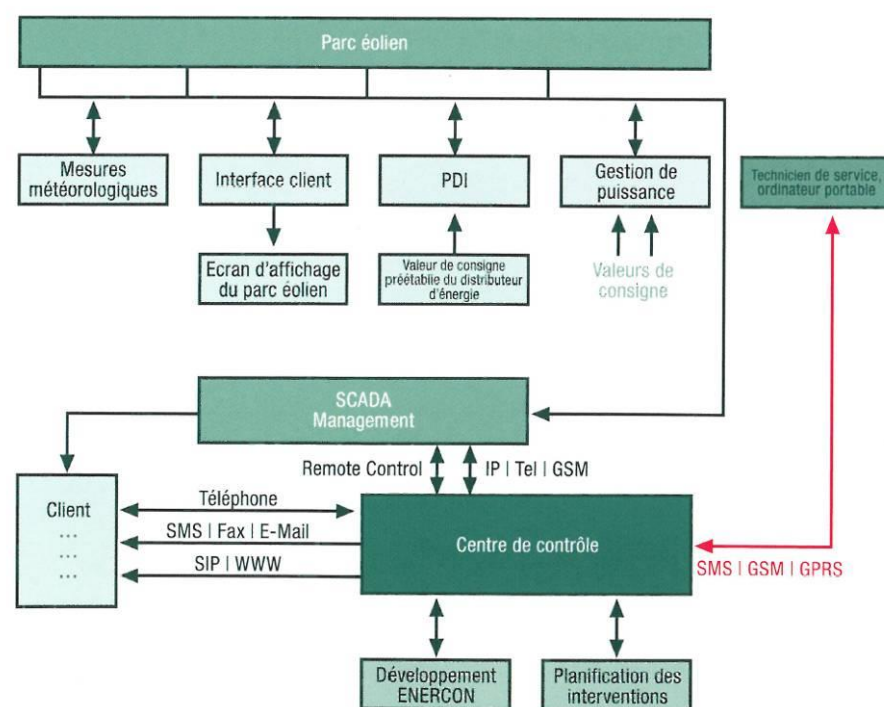 Parc éolien
Mesures
météorologiques
Interface client
PDI
Gestion de
puissance
Technicien de service,
ordinateur portable
Ecran d'affichage
du parc éolien
Valeur de consigne
préétablie du distributeur
d'énergie
Valeurs de
consigne
SCADA
Management
Remote Control
IP | Tel | GSM
Client
...
...
...
Téléphone
SMS | Fax | E-Mail
SIP | WWW
Centre de contrôle
SMS | GSM | GPRS
Développement
ENERCON
Planification des
interventions